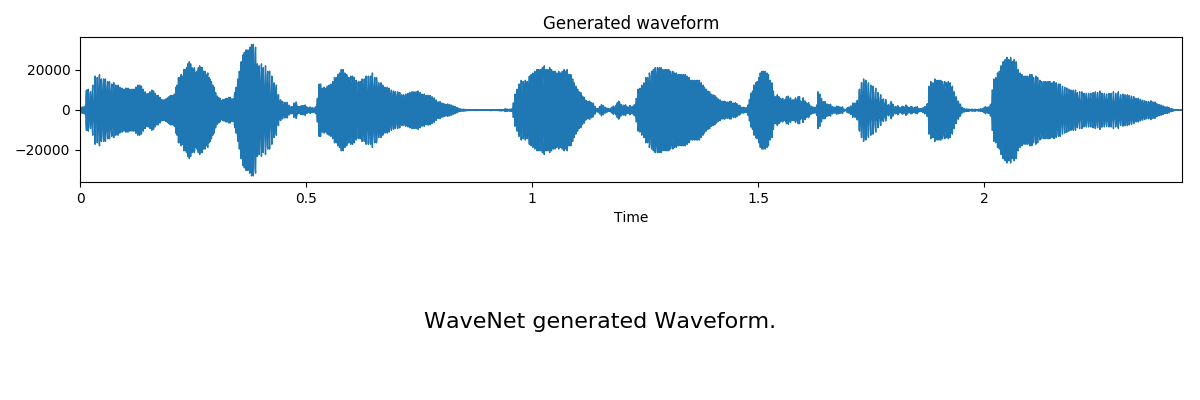 Generated waveform
20000
0
−20000
0 0.5 1 1.5 2
Time
WaveNet generated Waveform.